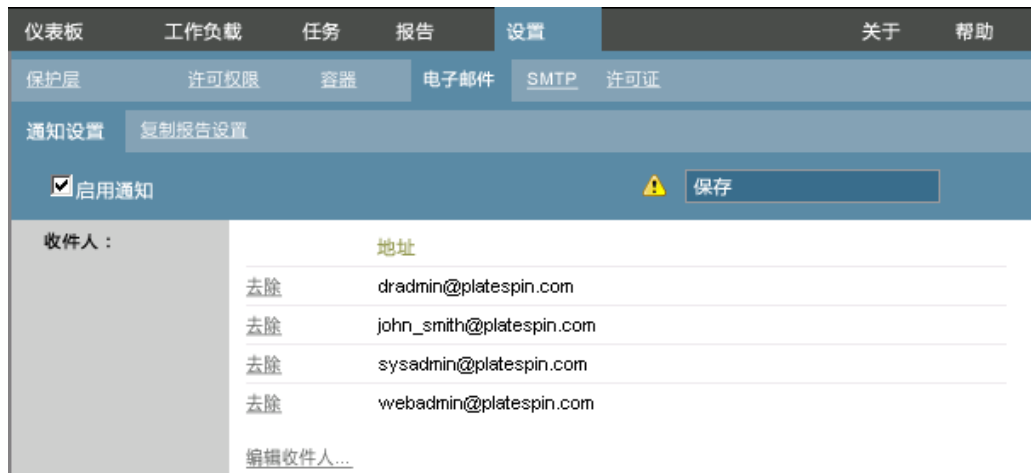 仪表板 工作负载 任务 报告 设置 关于 帮助
保护层 许可权限 容器 电子邮件 SMTP 许可证
通知设置 复制报告设置
启用通知 保存
收件人：
地址
去除 dradmin@platespin.com
去除 john_smith@platespin.com
去除 sysadmin@platespin.com
去除 webadmin@platespin.com
编辑收件人...